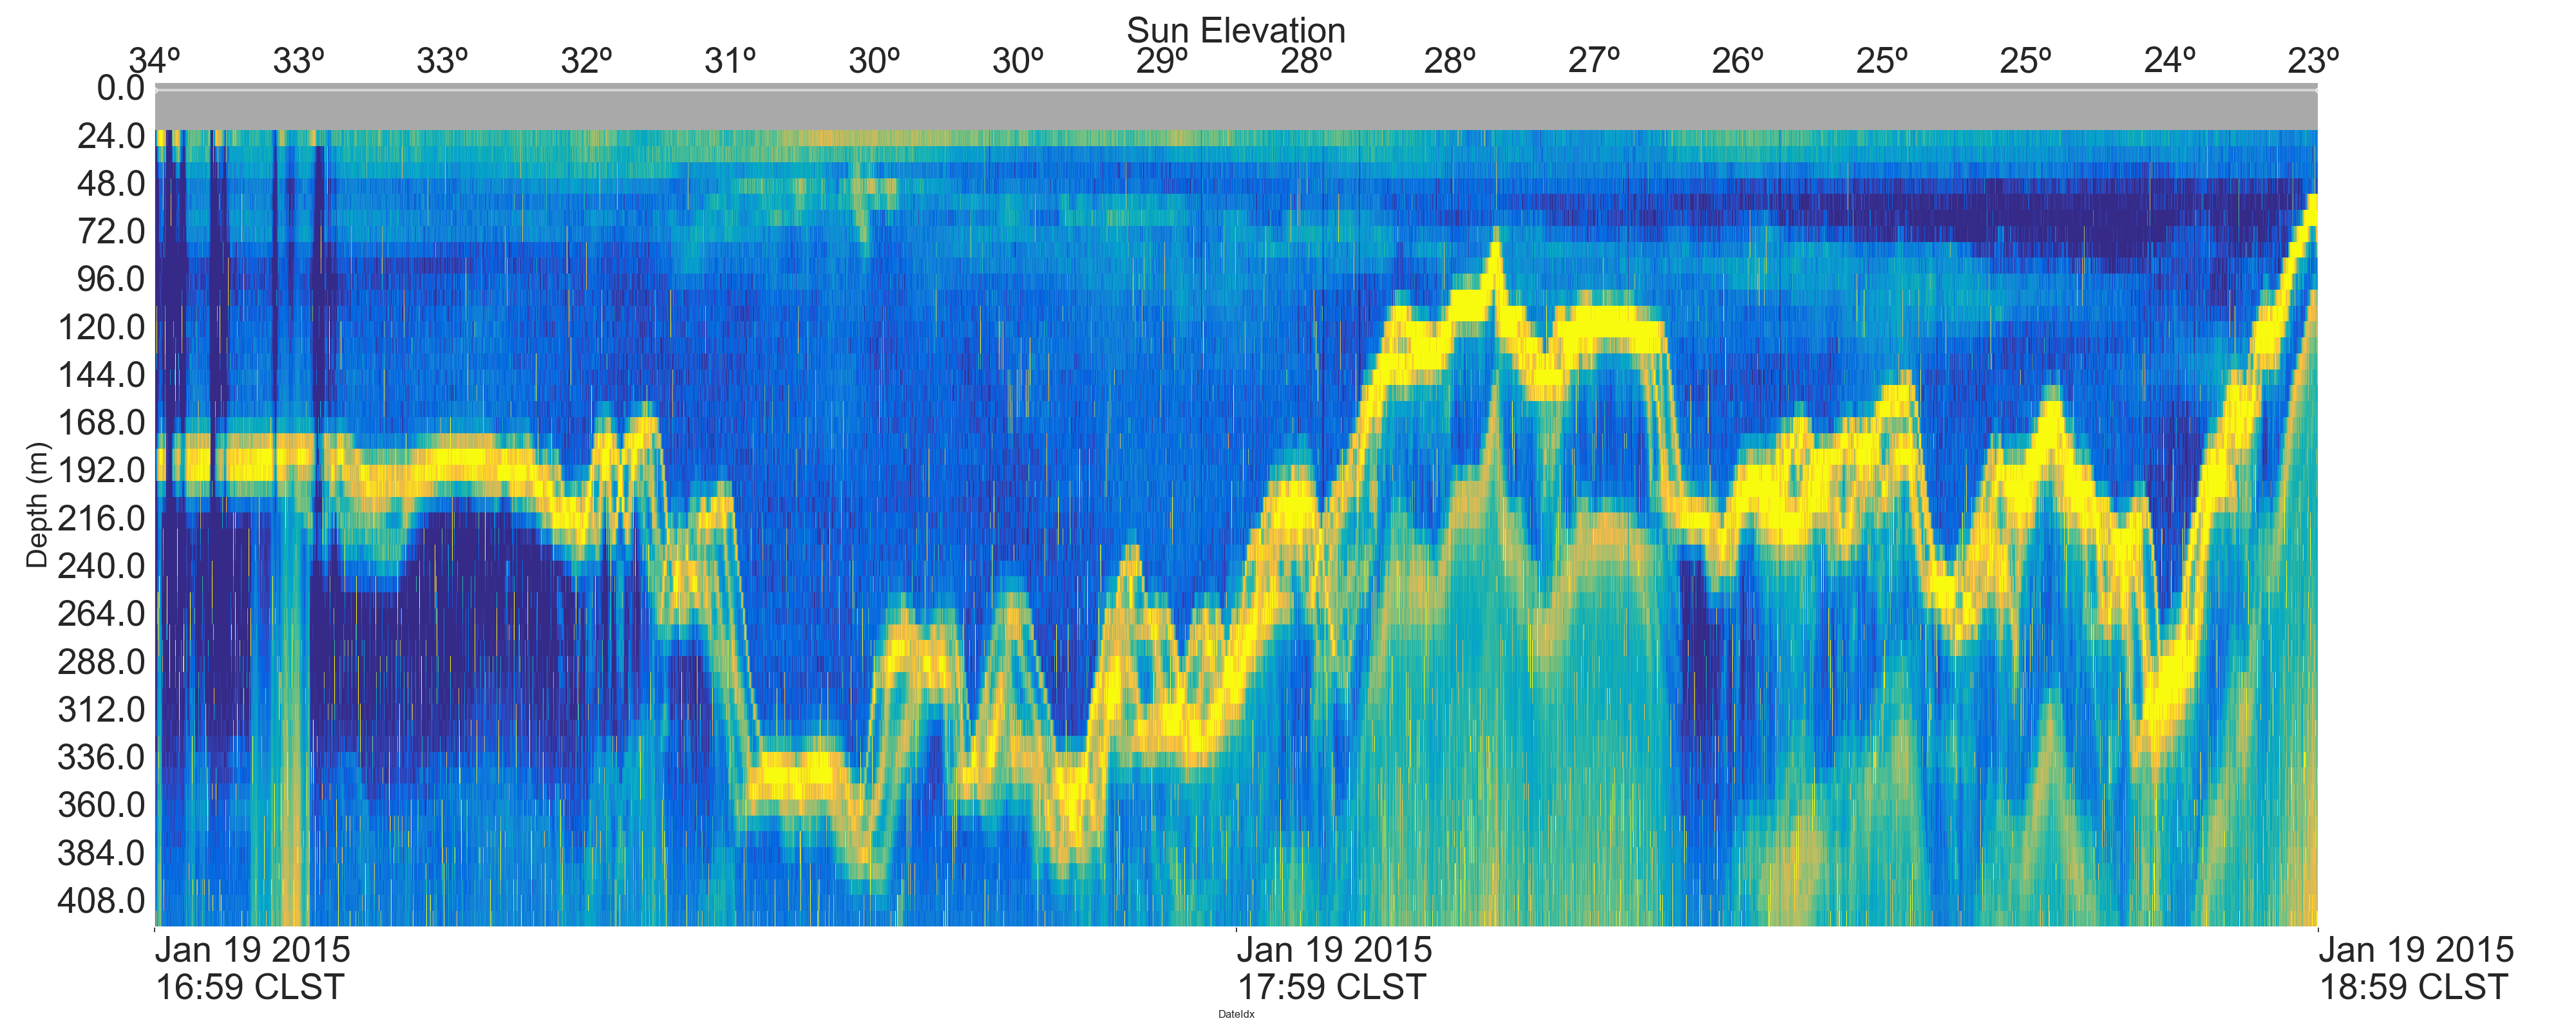 Sun Elevation
34º 33º 33º 32º 31º 30º 30º 29º 28º 28º 27º 26º 25º 25º 24º 23º
0.0
24.0
48.0
72.0
96.0
120.0
144.0
168.0
192.0
216.0
240.0
264.0
288.0
312.0
336.0
360.0
384.0
408.0
Depth (m)
Jan 19 2015
16:59 CLST
Jan 19 2015
17:59 CLST
Jan 19 2015
18:59 CLST
DateIdx